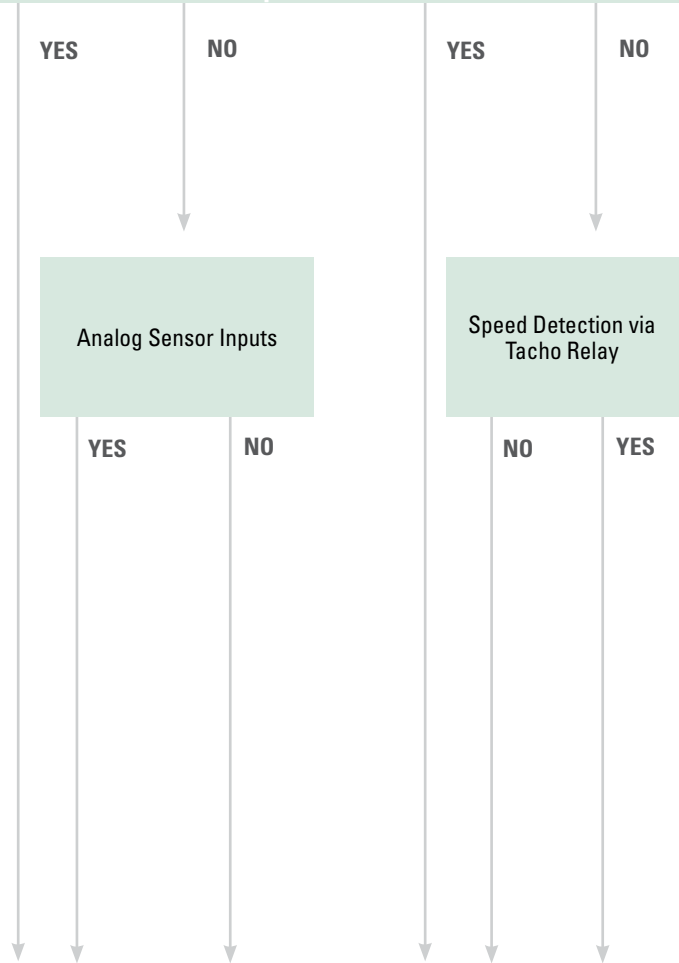 YES
NO
YES
NO
Analog Sensor Inputs
Speed Detection via
Tacho Relay
YES
NO
NO
YES